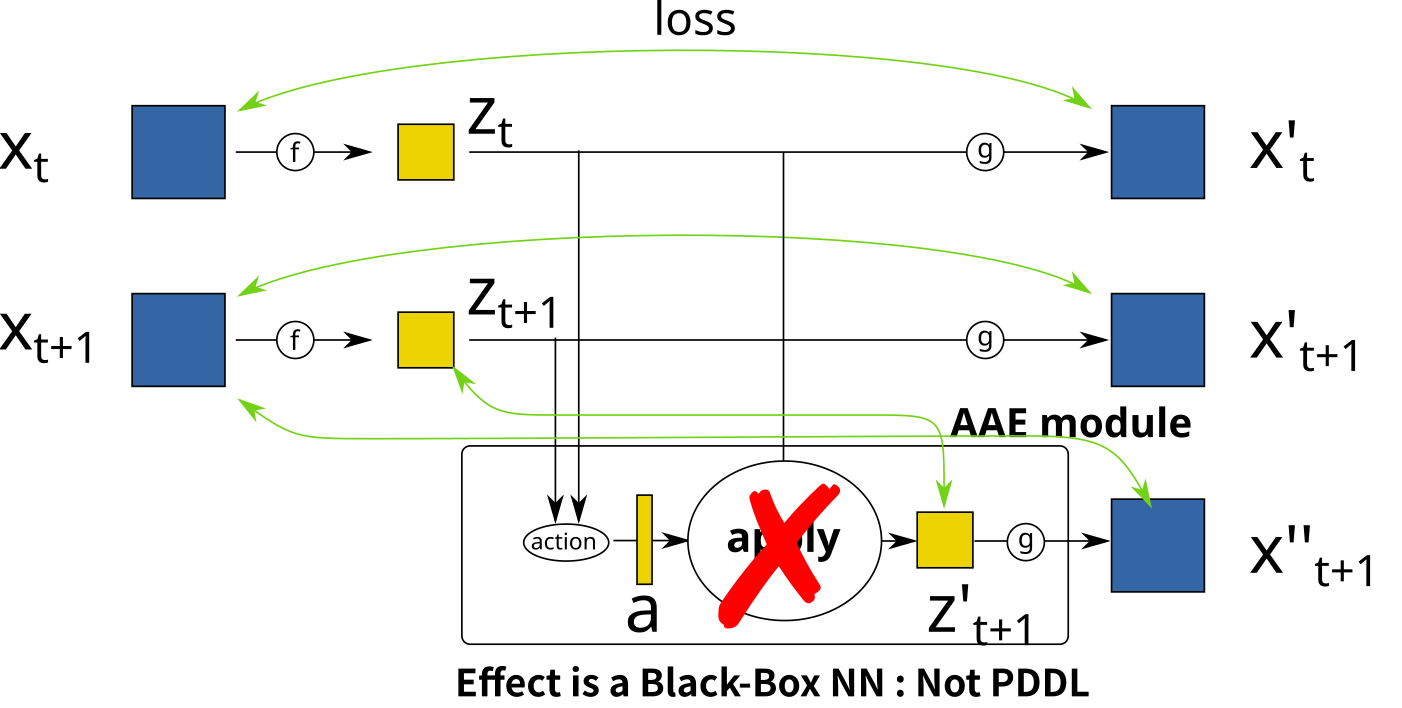 loss
x_t
f
z_t
g
x'_t
x_{t+1}
f
z_{t+1}
g
x'_{t+1}
AAE module
action
a
apply
z'_{t+1}
g
x''_{t+1}
Effect is a Black-Box NN : Not PDDL